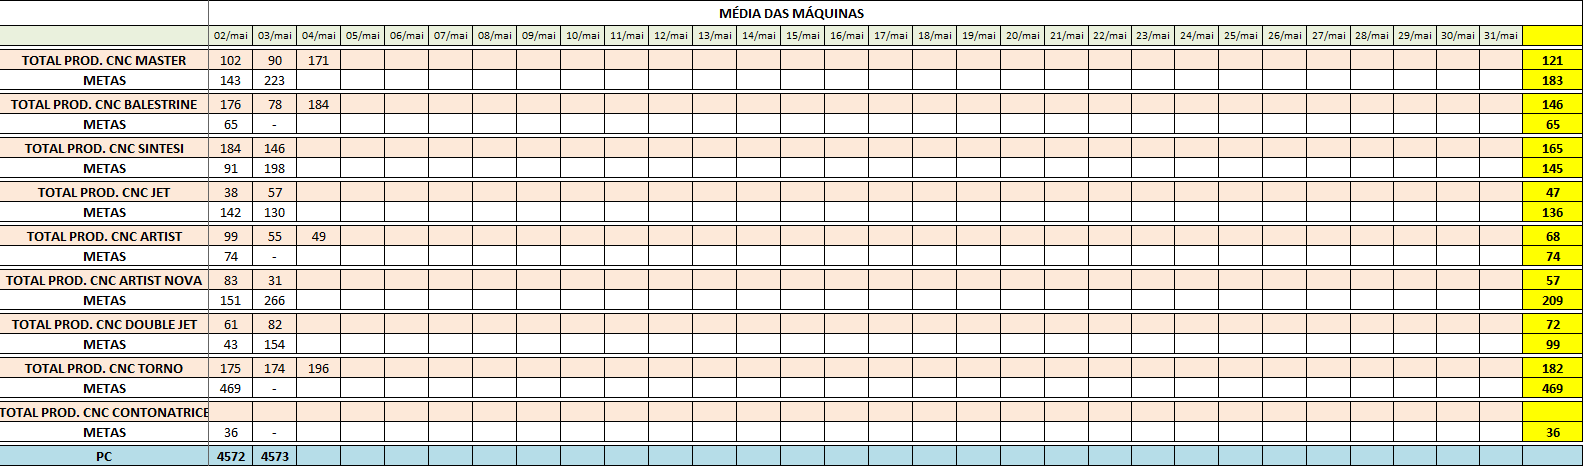 MÉDIA DAS MÁQUINAS
02/mai 03/mai 04/mai 05/mai 06/mai 07/mai 08/mai 09/mai 10/mai 11/mai 12/mai 13/mai 14/mai 15/mai 16/mai 17/mai 18/mai 19/mai 20/mai 21/mai 22/mai 23/mai 24/mai 25/mai 26/mai 27/mai 28/mai 29/mai 30/mai 31/mai
TOTAL PROD. CNC MASTER 102 90 171 121
METAS 143 223 183
TOTAL PROD. CNC BALESTRINE 176 78 184 146
METAS 65 - 65
TOTAL PROD. CNC SINTESI 184 146 165
METAS 91 198 145
TOTAL PROD. CNC JET 38 57 47
METAS 142 130 136
TOTAL PROD. CNC ARTIST 99 55 49 68
METAS 74 - 74
TOTAL PROD. CNC ARTIST NOVA 83 31 57
METAS 151 266 209
TOTAL PROD. CNC DOUBLE JET 61 82 72
METAS 43 154 99
TOTAL PROD. CNC TORNO 175 174 196 182
METAS 469 - 469
TOTAL PROD. CNC CONTONATRICE
METAS 36 - 36
PC 4572 4573